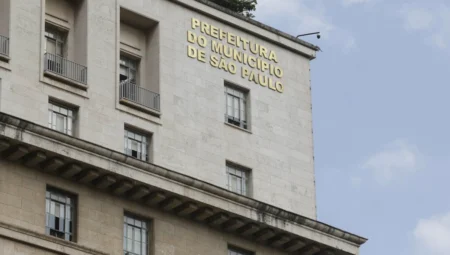 PREFEITURA
DO MUNICÍPIO
DE SÃO PAULO